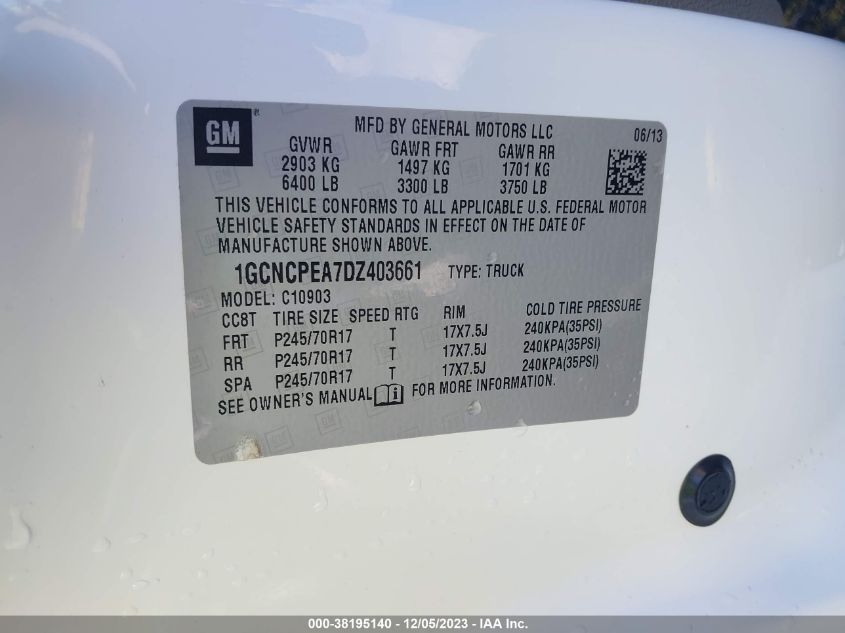 GM
®
MFD BY GENERAL MOTORS LLC
06/13
GVWR GAWR FRT GAWR RR
2903 KG 1497 KG 1701 KG
6400 LB 3300 LB 3750 LB
THIS VEHICLE CONFORMS TO ALL APPLICABLE U.S. FEDERAL MOTOR
VEHICLE SAFETY STANDARDS IN EFFECT ON THE DATE OF
MANUFACTURE SHOWN ABOVE.
1GCNCPEA7DZ403661 TYPE: TRUCK
MODEL: C10903
CC8T TIRE SIZE SPEED RTG RIM COLD TIRE PRESSURE
FRT P245/70R17 T 17X7.5J 240KPA(35PSI)
RR P245/70R17 T 17X7.5J 240KPA(35PSI)
SPA P245/70R17 T 17X7.5J 240KPA(35PSI)
SEE OWNER'S MANUAL i FOR MORE INFORMATION.
000-38195140 - 12/05/2023 - IAA Inc.